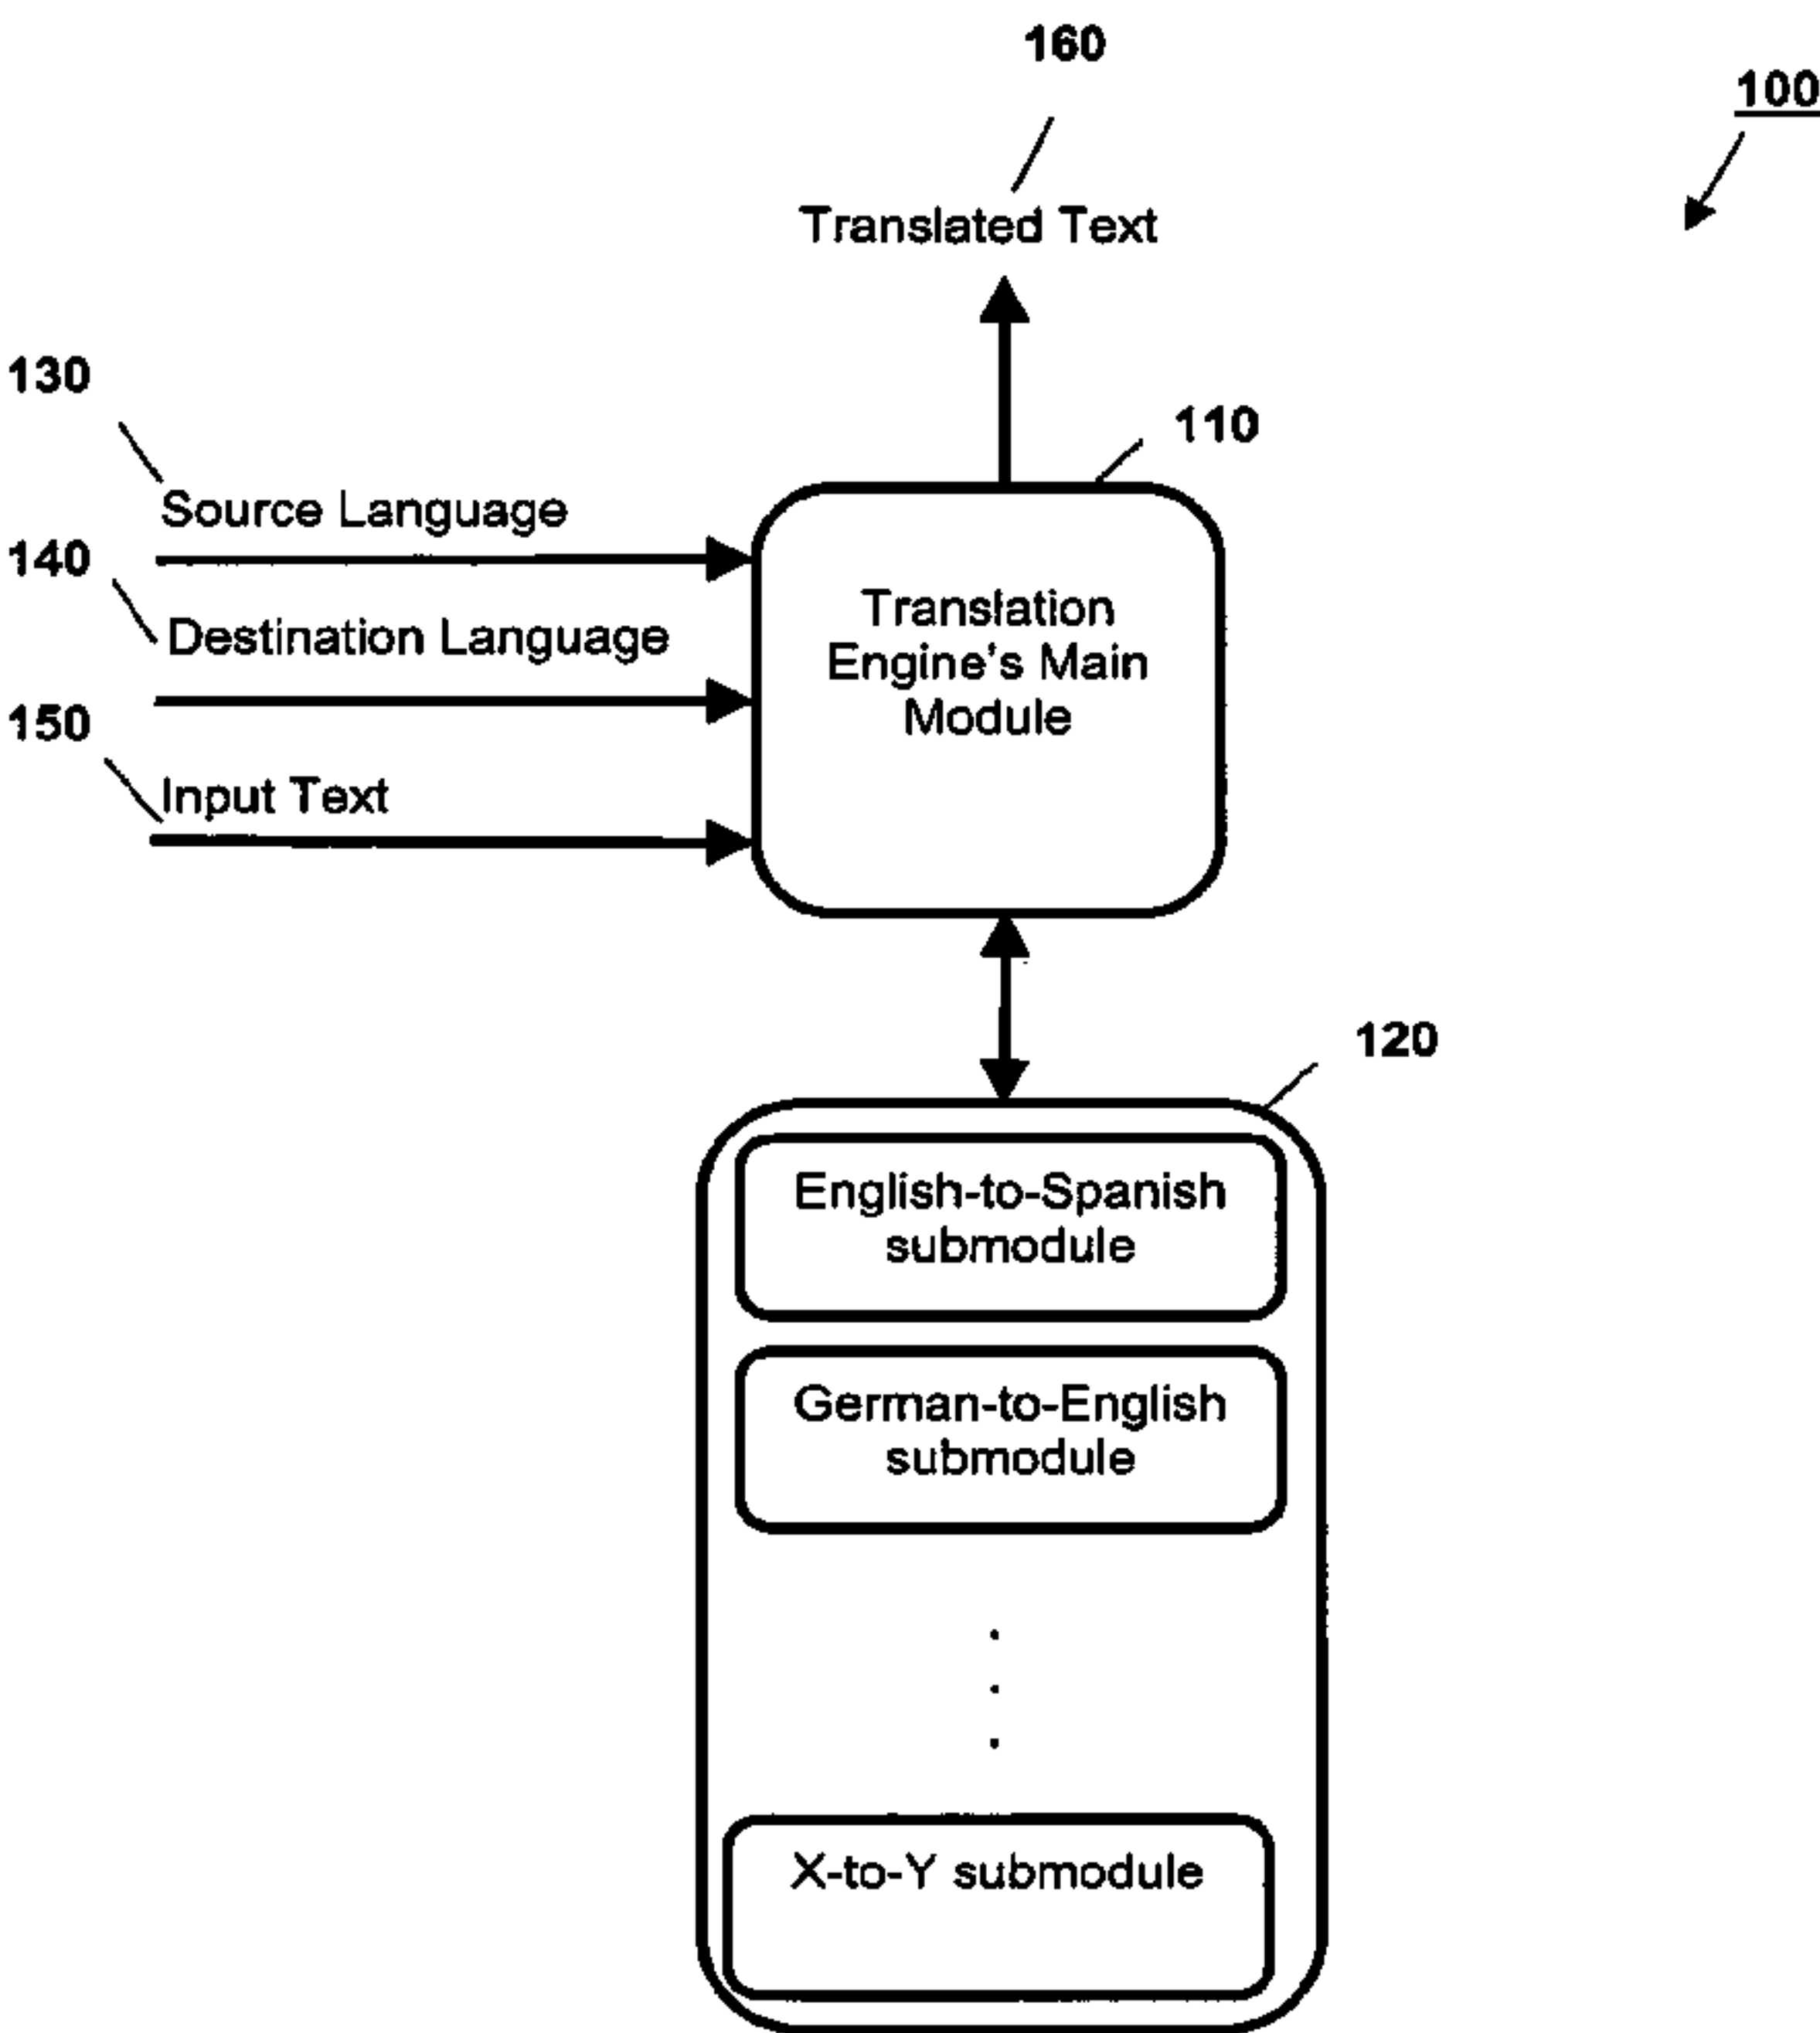 160
100
Translated Text
130
110
Source Language
140
Translation
Engine's Main
Module
Destination Language
150
Input Text
120
English-to-Spanish
submodule
German-to-English
submodule
.
.
.
X-to-Y submodule